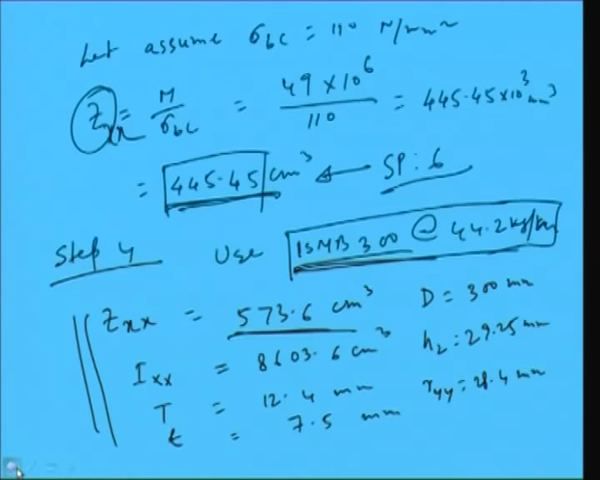 Let assume σbc = 110 N/mm²
Zxx = M/σbc = 49 × 10⁶/110 = 445.45 × 10³ mm³
= 445.45 cm³ ← SP: 6
Step 4 Use ISMB 300 @ 44.2 kg/m
Zxx = 573.6 cm³ D = 300 mm
Ixx = 8603.6 cm³ h₂ = 29.25 mm
T = 12.4 mm ryy = 28.4 mm
t = 7.5 mm